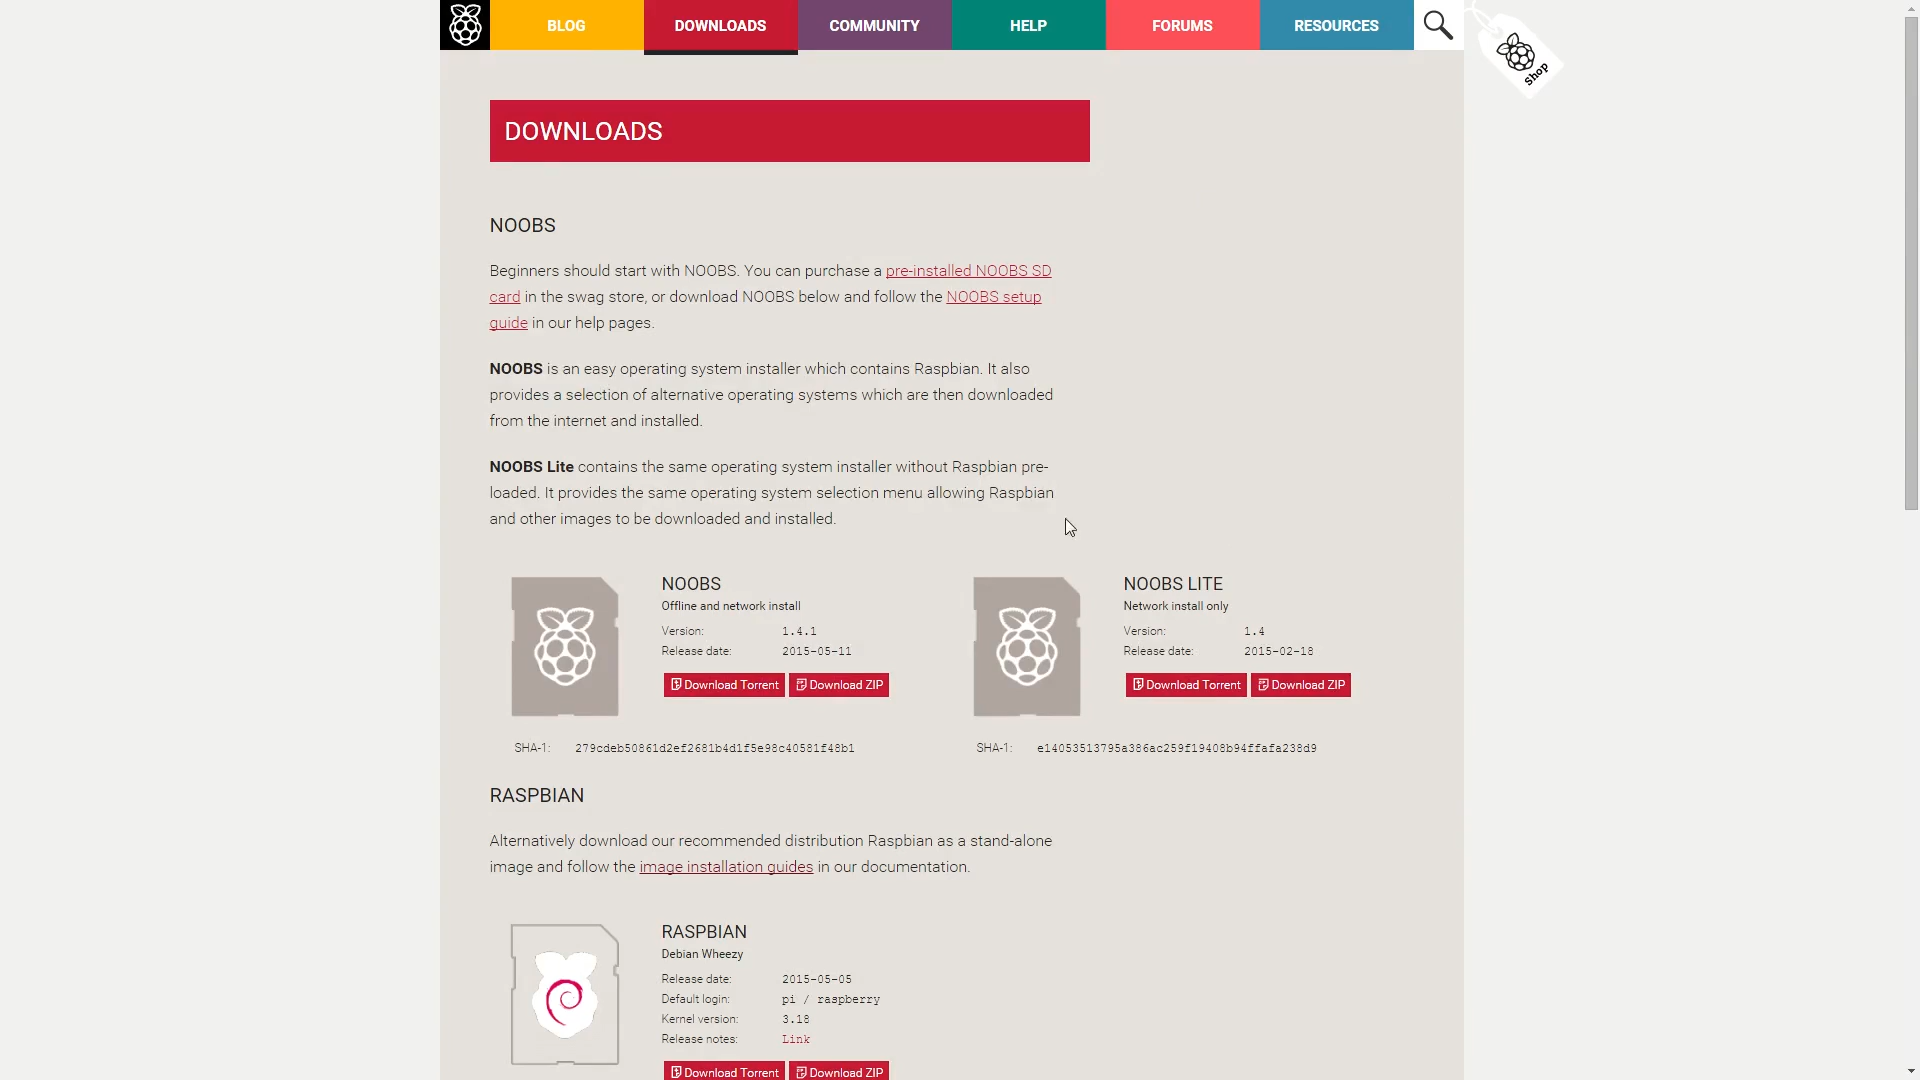 BLOG DOWNLOADS COMMUNITY HELP FORUMS RESOURCES
Shop
DOWNLOADS
NOOBS
Beginners should start with NOOBS. You can purchase a pre-installed NOOBS SD
card in the swag store, or download NOOBS below and follow the NOOBS setup
guide in our help pages.
NOOBS is an easy operating system installer which contains Raspbian. It also
provides a selection of alternative operating systems which are then downloaded
from the internet and installed.
NOOBS Lite contains the same operating system installer without Raspbian pre-
loaded. It provides the same operating system selection menu allowing Raspbian
and other images to be downloaded and installed.
NOOBS
Offline and network install
Version: 1.4.1
Release date: 2015-05-11
Download Torrent Download ZIP
SHA-1: 279cdeb50861d2ef2681b4d1f5e98c40581f48b1
NOOBS LITE
Network install only
Version: 1.4
Release date: 2015-02-18
Download Torrent Download ZIP
SHA-1: e14053513795a386ac259f19408b94ffafa238d9
RASPBIAN
Alternatively download our recommended distribution Raspbian as a stand-alone
image and follow the image installation guides in our documentation.
RASPBIAN
Debian Wheezy
Release date: 2015-05-05
Default login: pi / raspberry
Kernel version: 3.18
Release notes: Link
Download Torrent Download ZIP